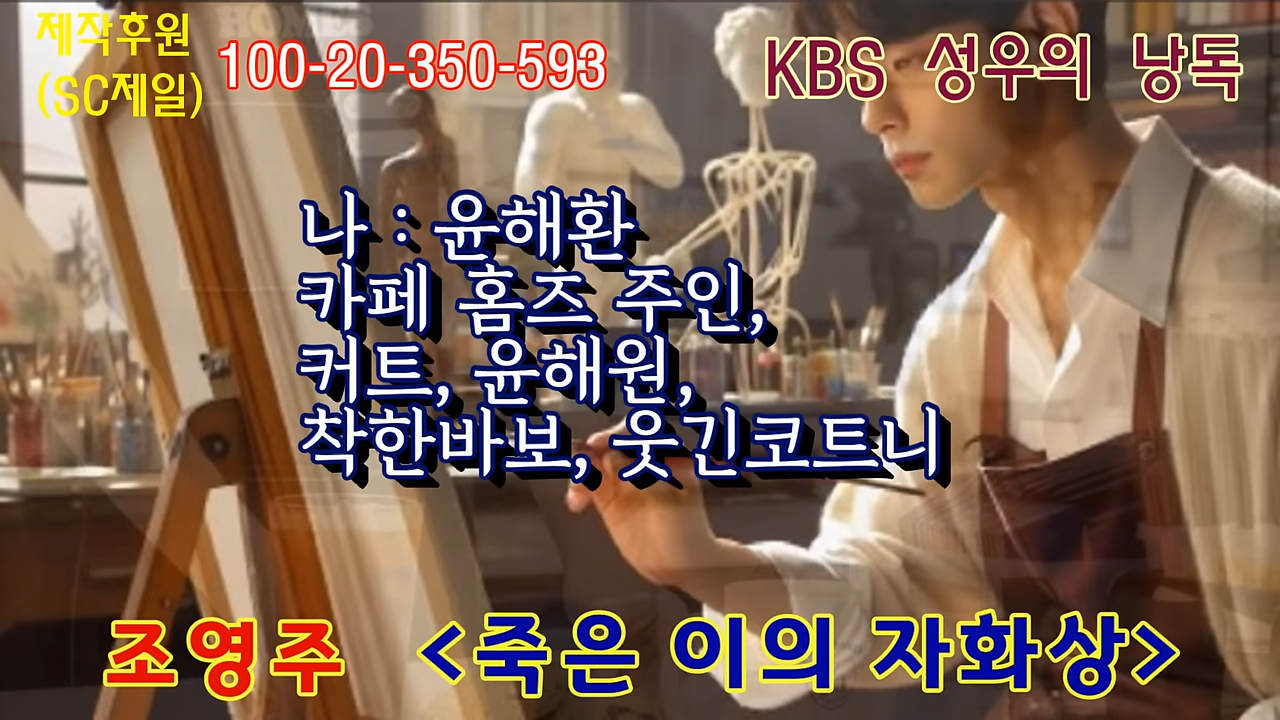 제작후원
(SC제일)
100-20-350-593
KBS 성우의 낭독
HOMES
나 : 윤해환
카페 홈즈 주인,
커트, 윤해원,
착한바보, 웃긴코트니
조영주 <죽은 이의 자화상>